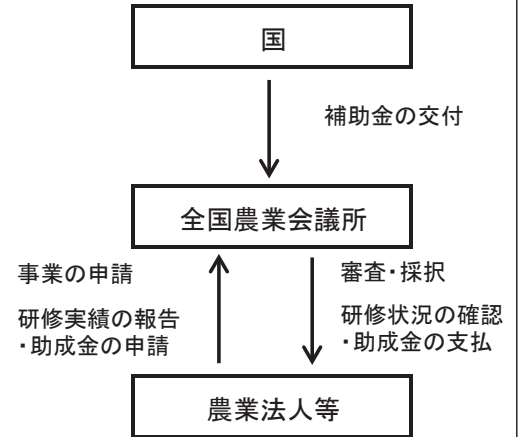 国
補助金の交付
全国農業会議所
事業の申請
研修実績の報告
・助成金の申請
審査・採択
研修状況の確認
・助成金の支払
農業法人等